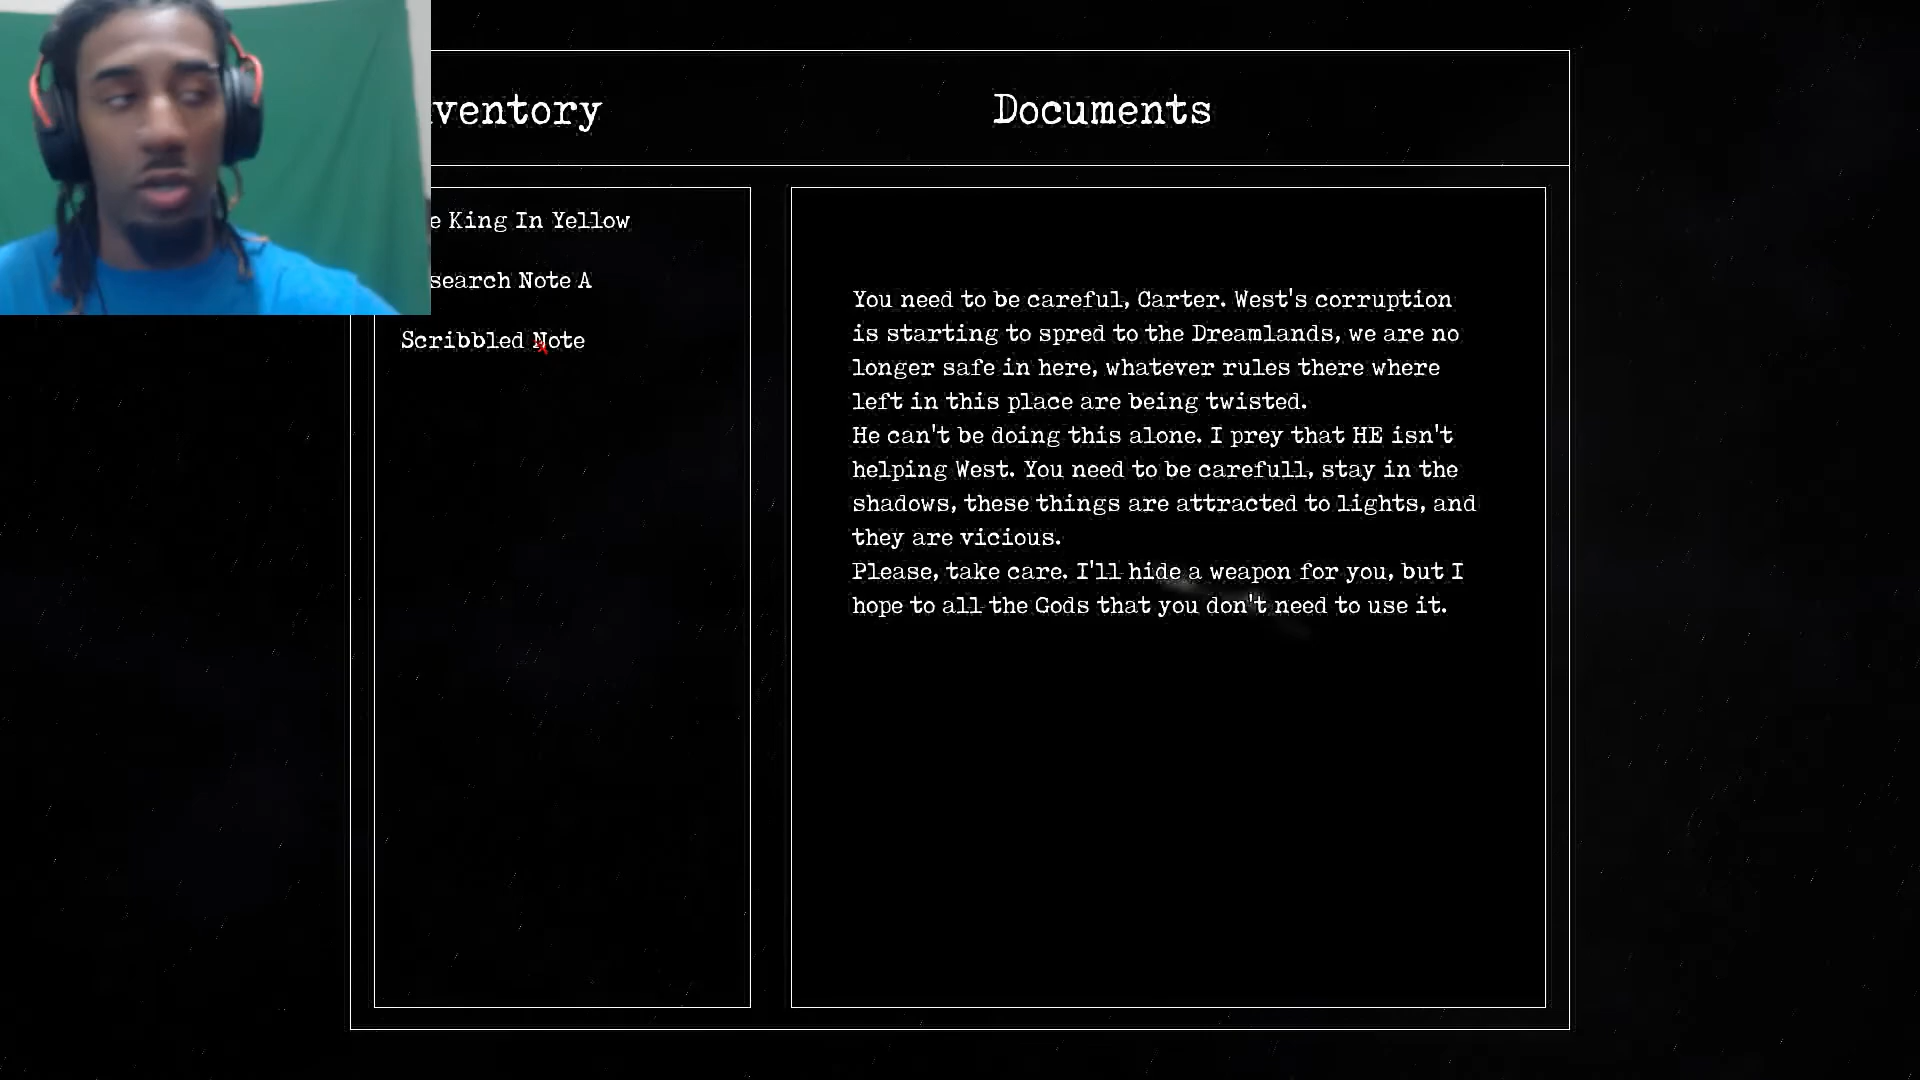 ventory
Documents
e King In Yellow
search Note A
Scribbled Note
You need to be careful, Carter. West's corruption
is starting to spred to the Dreamlands, we are no
longer safe in here, whatever rules there where
left in this place are being twisted.
He can't be doing this alone. I prey that HE isn't
helping West. You need to be carefull, stay in the
shadows, these things are attracted to lights, and
they are vicious.
Please, take care. I'll hide a weapon for you, but I
hope to all the Gods that you don't need to use it.